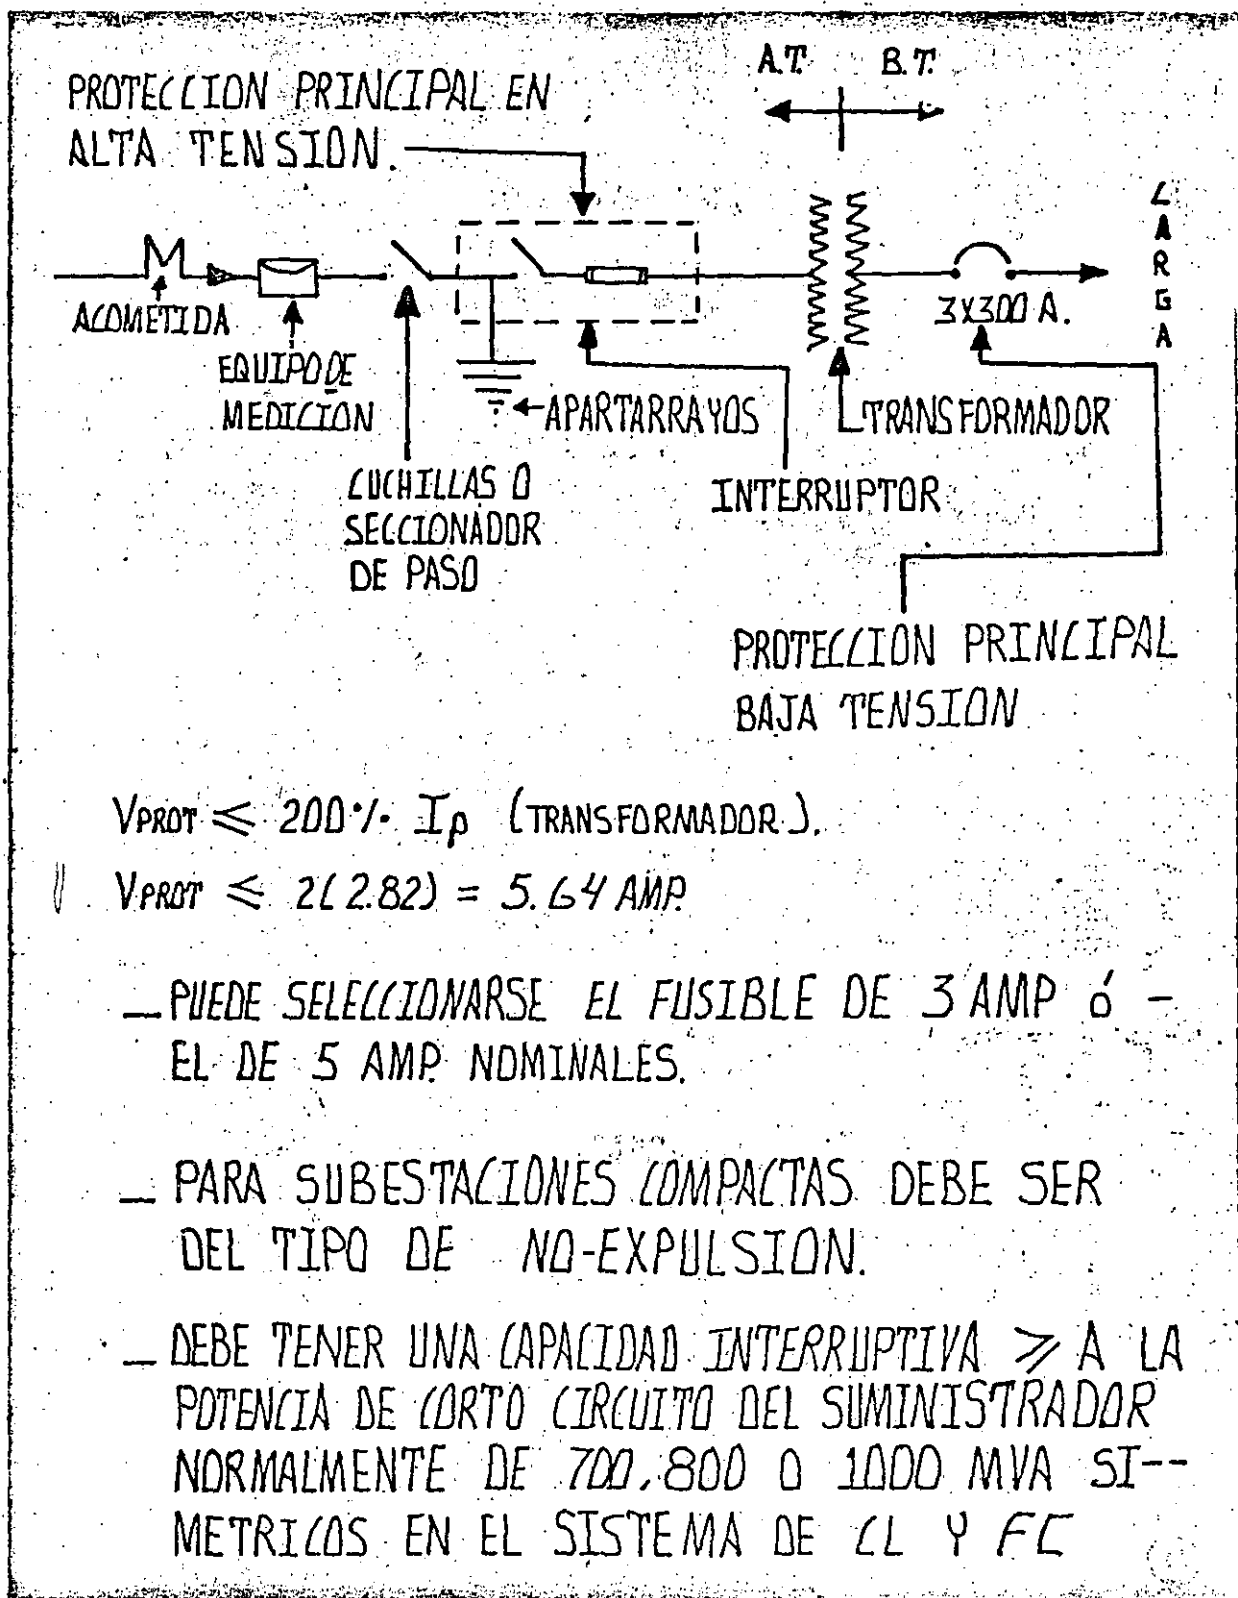 A.T. B.T.
PROTECCION PRINCIPAL EN
ALTA TENSION.
LARGA
ACOMETIDA
3X300 A.
EQUIPO DE
MEDICION
APARTARRAYOS
TRANSFORMADOR
CUCHILLAS O
SECCIONADOR
DE PASO
INTERRUPTOR
PROTECCION PRINCIPAL
BAJA TENSION
VPROT ≤ 200% Ip (TRANSFORMADOR).
VPROT ≤ 2(2.82) = 5.64 AMP.
— PUEDE SELECCIONARSE EL FUSIBLE DE 3 AMP ó -
EL DE 5 AMP. NOMINALES.
— PARA SUBESTACIONES COMPACTAS DEBE SER
DEL TIPO DE NO-EXPULSION.
— DEBE TENER UNA CAPACIDAD INTERRUPTIVA ≥ A LA
POTENCIA DE CORTO CIRCUITO DEL SUMINISTRADOR
NORMALMENTE DE 700,800 O 1000 MVA SI--
METRICOS EN EL SISTEMA DE CL Y FC